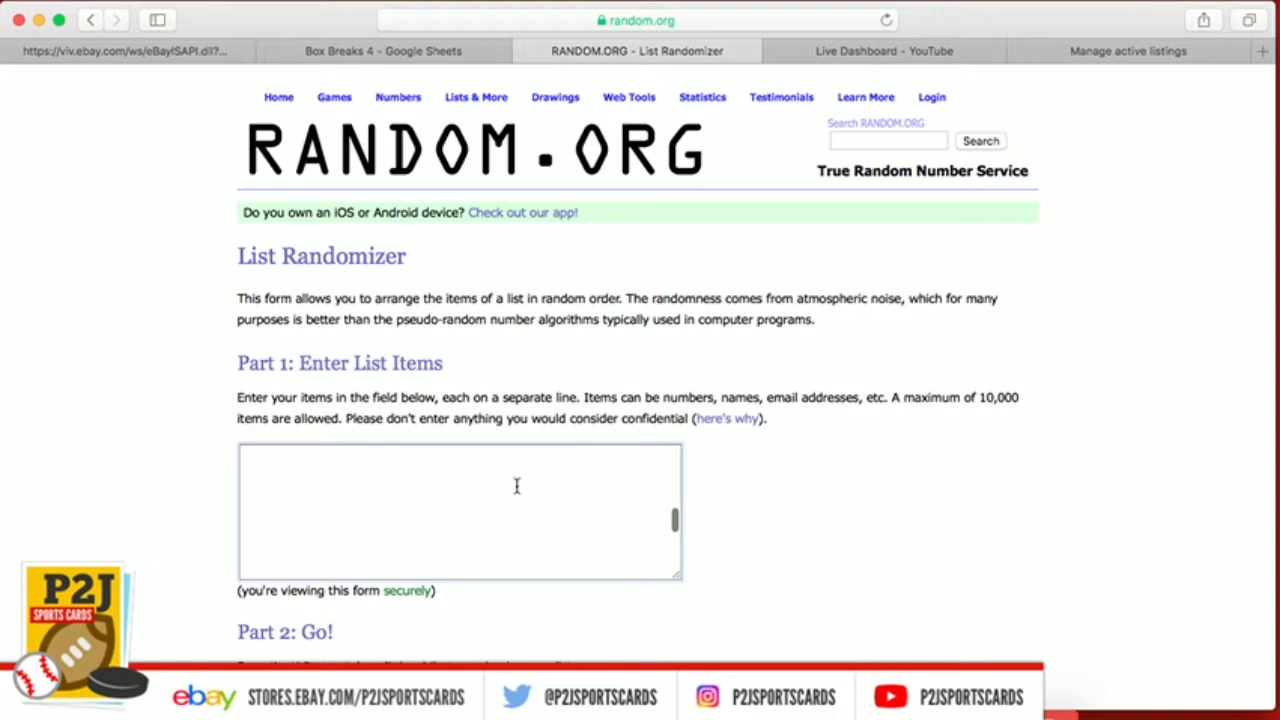 random.org
https://viv.ebay.com/ws/eBayISAPI.dll?...
Box Breaks 4 - Google Sheets
RANDOM.ORG - List Randomizer
Live Dashboard - YouTube
Manage active listings
Home Games Numbers Lists & More Drawings Web Tools Statistics Testimonials Learn More Login
RANDOM.ORG
Search RANDOM.ORG
Search
True Random Number Service
Do you own an iOS or Android device? Check out our app!
List Randomizer
This form allows you to arrange the items of a list in random order. The randomness comes from atmospheric noise, which for many
purposes is better than the pseudo-random number algorithms typically used in computer programs.
Part 1: Enter List Items
Enter your items in the field below, each on a separate line. Items can be numbers, names, email addresses, etc. A maximum of 10,000
items are allowed. Please don't enter anything you would consider confidential (here's why).
(you're viewing this form securely)
Part 2: Go!
P2J
SPORTS CARDS
ebay STORES.EBAY.COM/P2JSPORTSCARDS
@P2JSPORTSCARDS
P2JSPORTSCARDS
P2JSPORTSCARDS